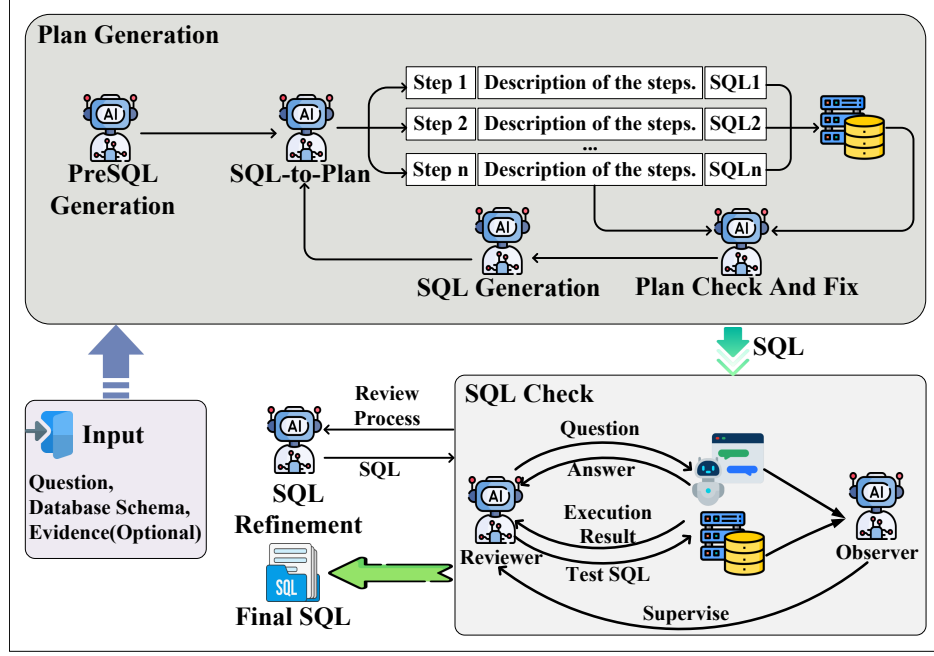 Plan Generation
AI
PreSQL
Generation
AI
SQL-to-Plan
Step 1 Description of the steps. SQL1
Step 2 Description of the steps. SQL2
...
Step n Description of the steps. SQLn
AI
SQL Generation
AI
Plan Check And Fix
SQL
Input
Question,
Database Schema,
Evidence(Optional)
AI
SQL
Refinement
Review
Process
SQL
SQL
Final SQL
SQL Check
AI
Reviewer
Question
Answer
Execution
Result
Test SQL
AI
Observer
Supervise